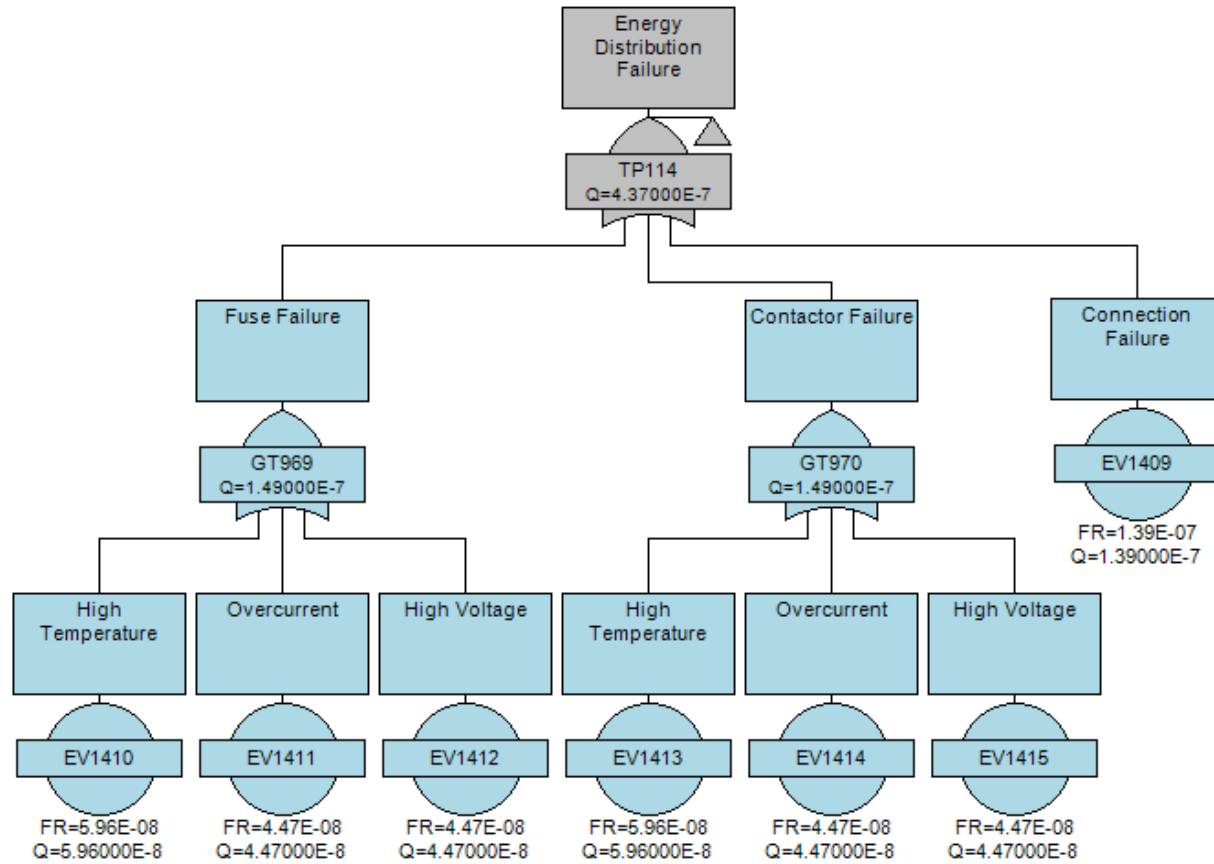 Energy
Distribution
Failure
TP114
Q=4.37000E-7
Fuse Failure
Contactor Failure
Connection
Failure
GT969
Q=1.49000E-7
GT970
Q=1.49000E-7
EV1409
FR=1.39E-07
Q=1.39000E-7
High
Temperature
Overcurrent
High Voltage
High
Temperature
Overcurrent
High Voltage
EV1410
EV1411
EV1412
EV1413
EV1414
EV1415
FR=5.96E-08
Q=5.96000E-8
FR=4.47E-08
Q=4.47000E-8
FR=4.47E-08
Q=4.47000E-8
FR=5.96E-08
Q=5.96000E-8
FR=4.47E-08
Q=4.47000E-8
FR=4.47E-08
Q=4.47000E-8